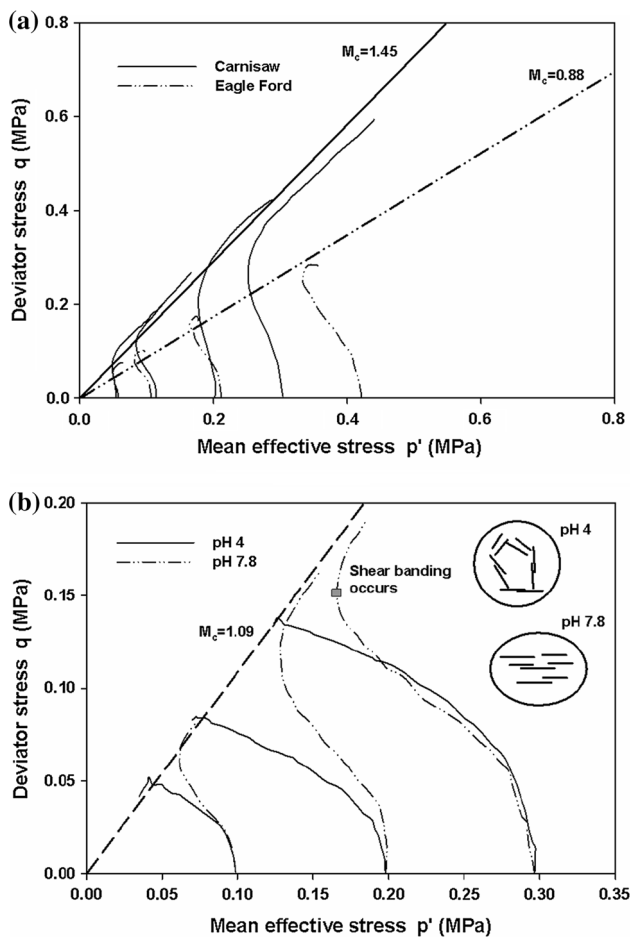 (a)
0.8
0.6
0.4
0.2
0.0
Deviator stress q (MPa)
Carnisaw
Eagle Ford
Mc=1.45
Mc=0.88
0.0 0.2 0.4 0.6 0.8
Mean effective stress p' (MPa)
(b)
0.20
0.15
0.10
0.05
0.00
Deviator stress q (MPa)
pH 4
pH 7.8
Mc=1.09
Shear banding
occurs
pH 4
pH 7.8
0.00 0.05 0.10 0.15 0.20 0.25 0.30 0.35
Mean effective stress p' (MPa)